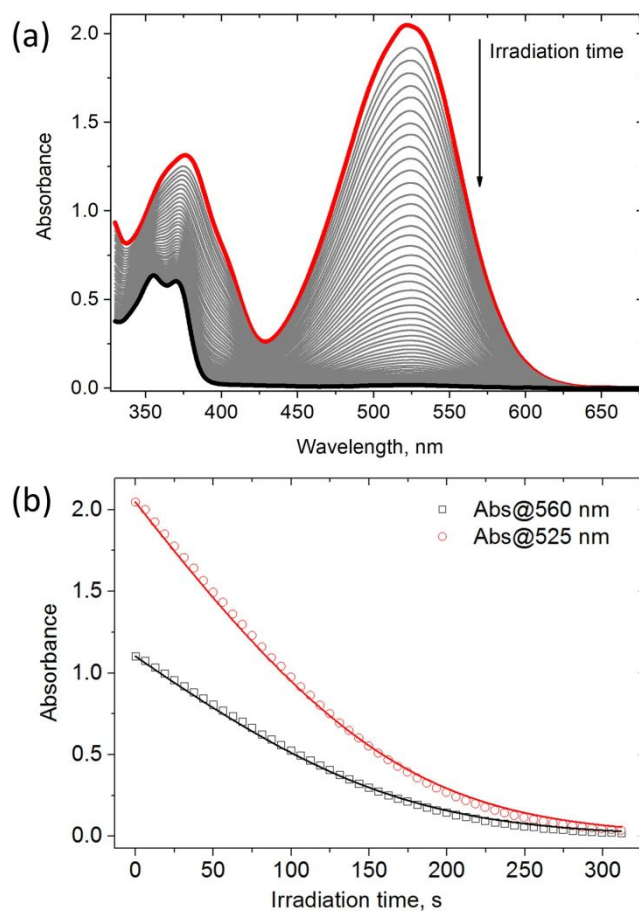 (a)
Irradiation time
2.0
1.5
1.0
0.5
0.0
Absorbance
350 400 450 500 550 600 650
Wavelength, nm
(b)
Abs@560 nm
Abs@525 nm
2.0
1.5
1.0
0.5
0.0
Absorbance
0 50 100 150 200 250 300
Irradiation time, s